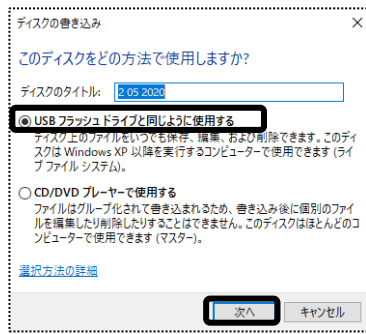 ディスクの書き込み
このディスクをどの方法で使用しますか?
ディスクのタイトル: 2 05 2020
USB フラッシュドライブと同じように使用する
ディスク上のファイルをいつでも保存、編集、および削除できます。このディ
スクは Windows XP 以降を実行するコンピューターで使用できます (ライ
ブ ファイル システム)。
CD/DVD プレーヤーで使用する
ファイルはグループ化されて書き込まれるため、書き込み後に個別のファイ
ルを編集したり削除したりすることはできません。このディスクはほとんどのコ
ンピューターで使用できます (マスター)。
選択方法の詳細
次へ キャンセル